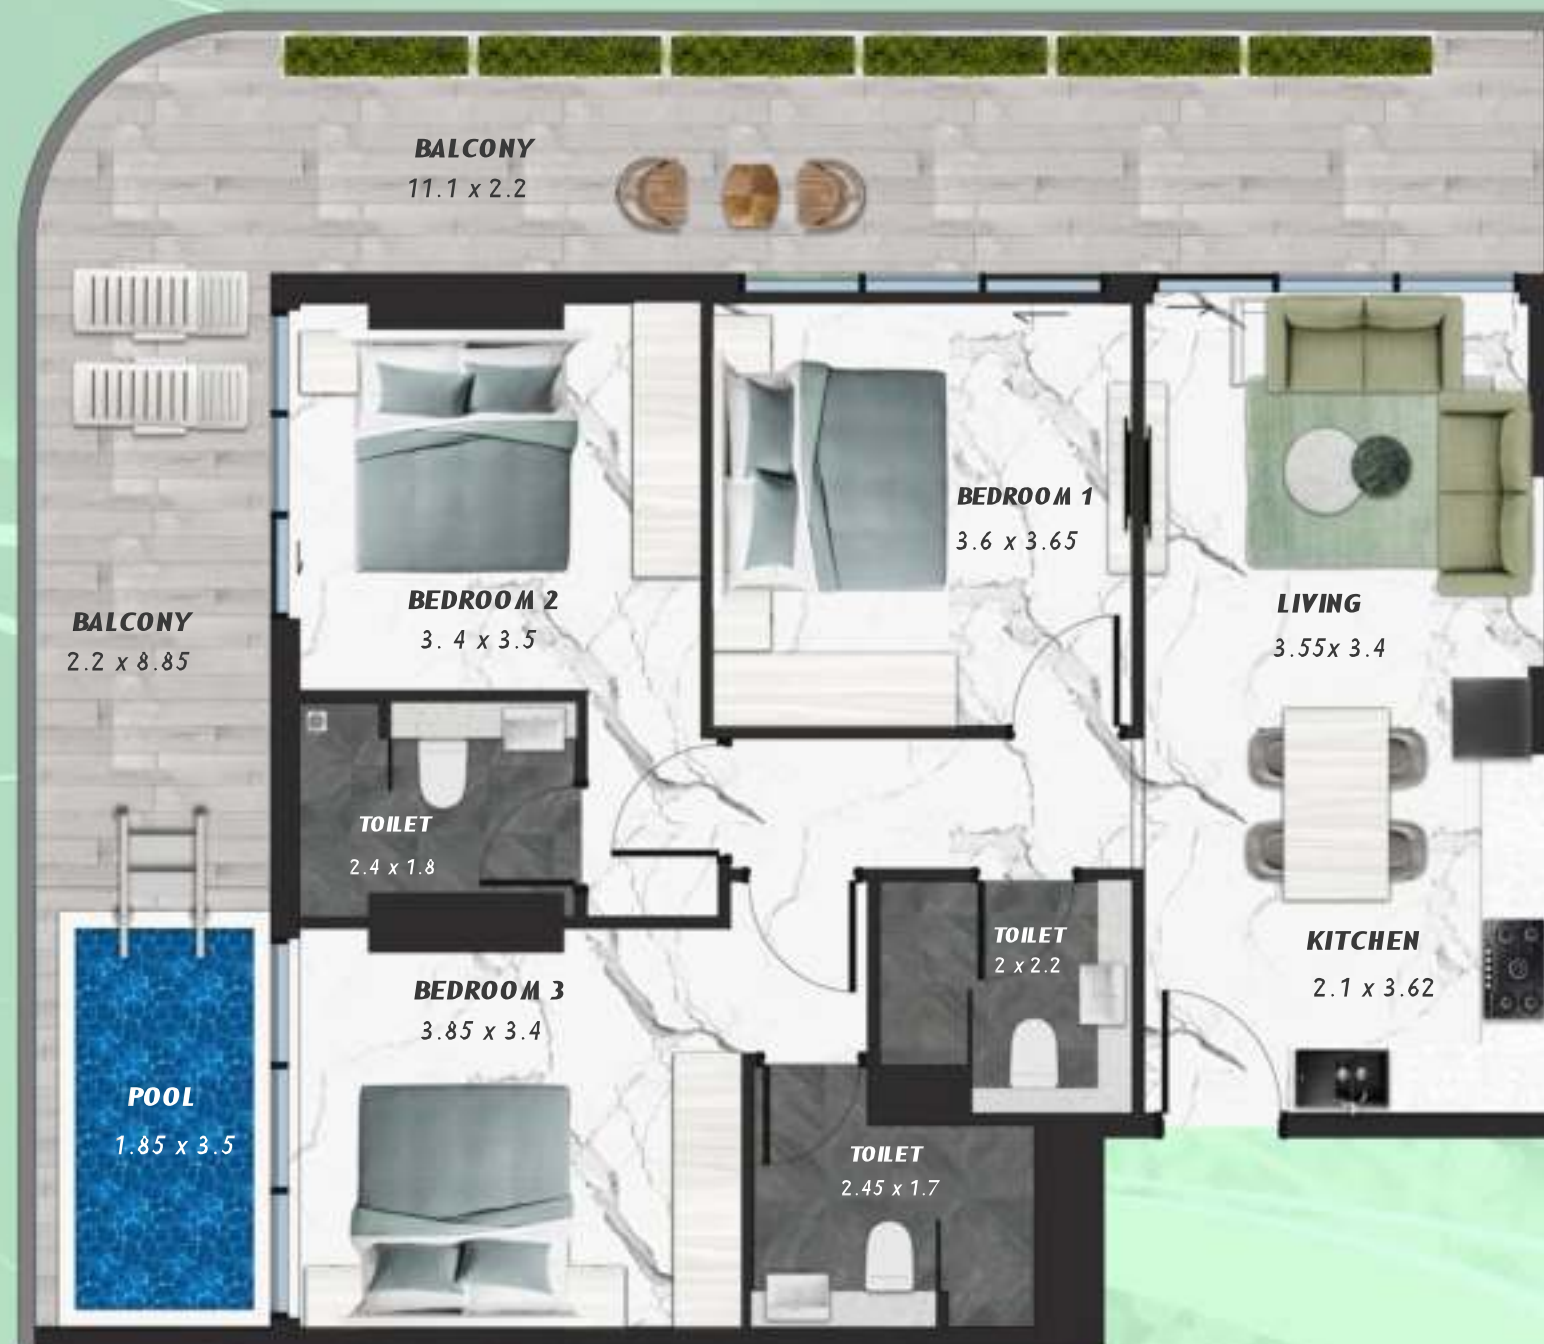 BALCONY
11.1 x 2.2
BEDROOM 1
3.6 x 3.65
BEDROOM 2
3. 4 x 3.5
LIVING
3.55x 3.4
BALCONY
2.2 x 8.85
TOILET
2.4 x 1.8
TOILET
2 x 2.2
KITCHEN
2.1 x 3.62
BEDROOM 3
3.85 x 3.4
POOL
1.85 x 3.5
TOILET
2.45 x 1.7